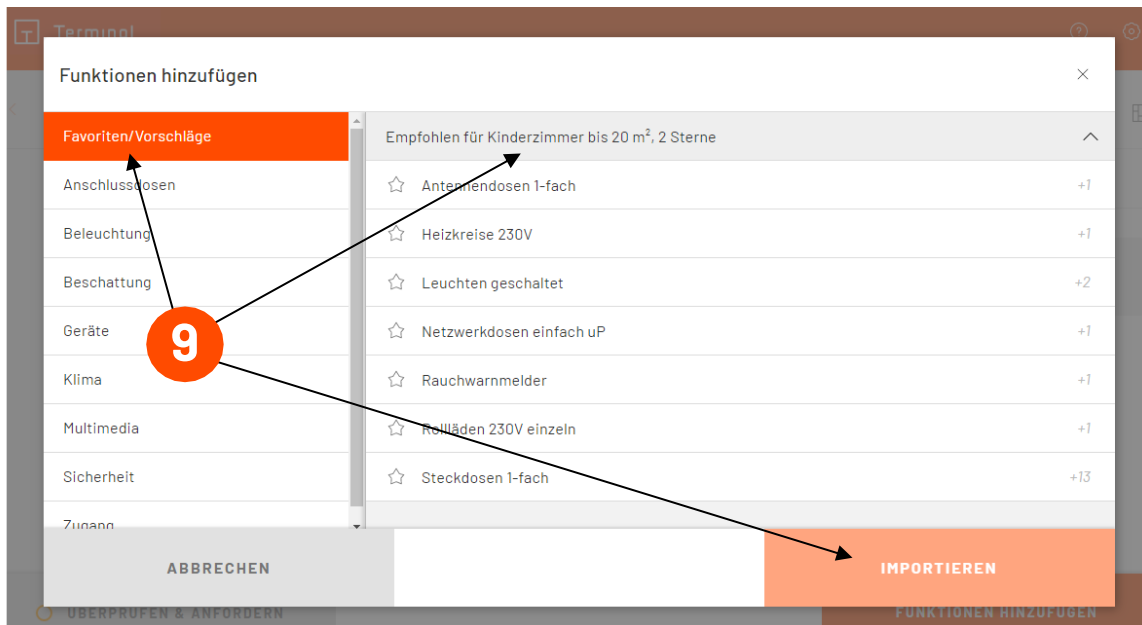 T Terminal
Funktionen hinzufügen
Favoriten/Vorschläge
Anschlussdosen
Beleuchtung
Beschattung
Geräte
Klima
Multimedia
Sicherheit
Zugang
9
Empfohlen für Kinderzimmer bis 20 m², 2 Sterne
Antennendosen 1-fach +1
Heizkreise 230V +1
Leuchten geschaltet +2
Netzwerkdosen einfach uP +1
Rauchwarnmelder +1
Rollläden 230V einzeln +1
Steckdosen 1-fach +13
ABBRECHEN
IMPORTIEREN
ÜBERPRÜFEN & ANFORDERN
FUNKTIONEN HINZUFÜGEN